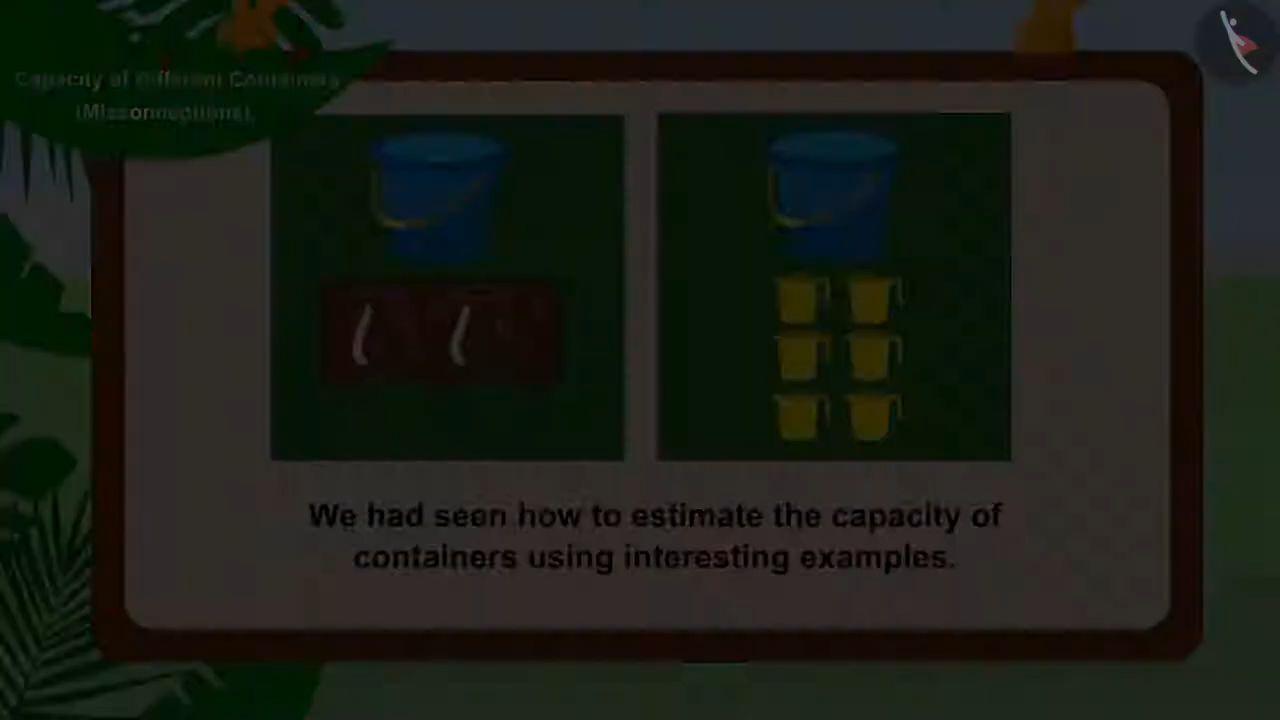 Capacity of Different Containers
(Misconceptions)
We had seen how to estimate the capacity of
containers using interesting examples.